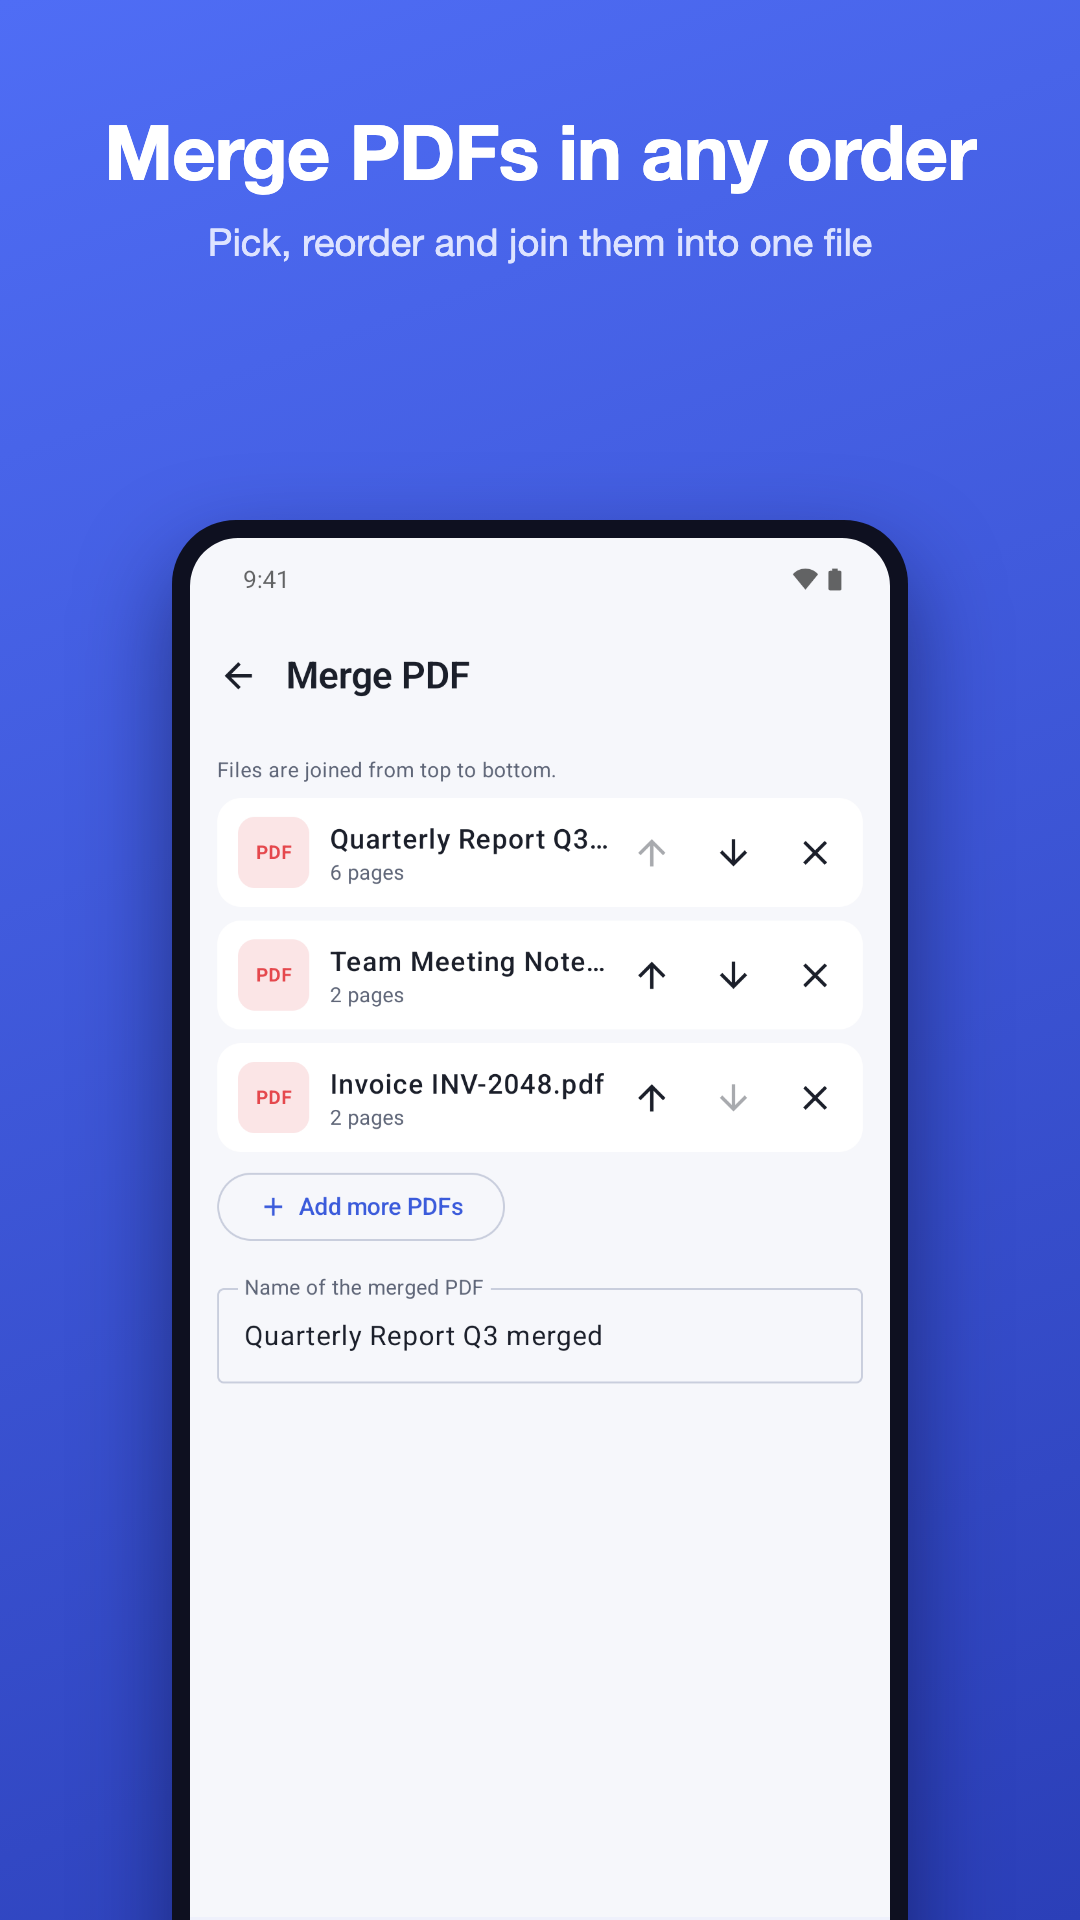 Merge PDFs in any order
Pick, reorder and join them into one file
9:41
Merge PDF
Files are joined from top to bottom.
PDF
Quarterly Report Q3...
6 pages
PDF
Team Meeting Note...
2 pages
PDF
Invoice INV-2048.pdf
2 pages
Add more PDFs
Name of the merged PDF
Quarterly Report Q3 merged